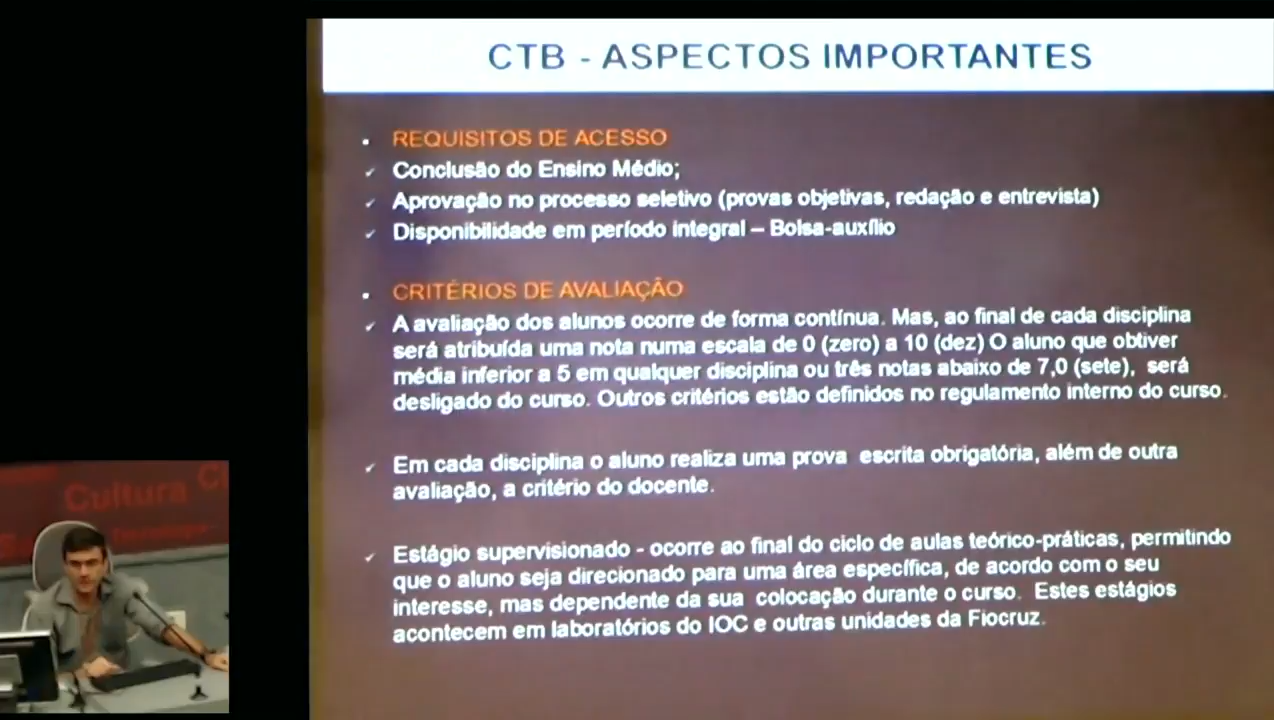 CTB - ASPECTOS IMPORTANTES
• REQUISITOS DE ACESSO
✓ Conclusão do Ensino Médio;
✓ Aprovação no processo seletivo (provas objetivas, redação e entrevista)
✓ Disponibilidade em período integral – Bolsa-auxílio
• CRITÉRIOS DE AVALIAÇÃO
✓ A avaliação dos alunos ocorre de forma contínua. Mas, ao final de cada disciplina
será atribuída uma nota numa escala de 0 (zero) a 10 (dez) O aluno que obtiver
média inferior a 5 em qualquer disciplina ou três notas abaixo de 7,0 (sete), será
desligado do curso. Outros critérios estão definidos no regulamento interno do curso.
✓ Em cada disciplina o aluno realiza uma prova escrita obrigatória, além de outra
avaliação, a critério do docente.
✓ Estágio supervisionado - ocorre ao final do ciclo de aulas teórico-práticas, permitindo
que o aluno seja direcionado para uma área específica, de acordo com o seu
interesse, mas dependente da sua colocação durante o curso. Estes estágios
acontecem em laboratórios do IOC e outras unidades da Fiocruz.
Cultura C